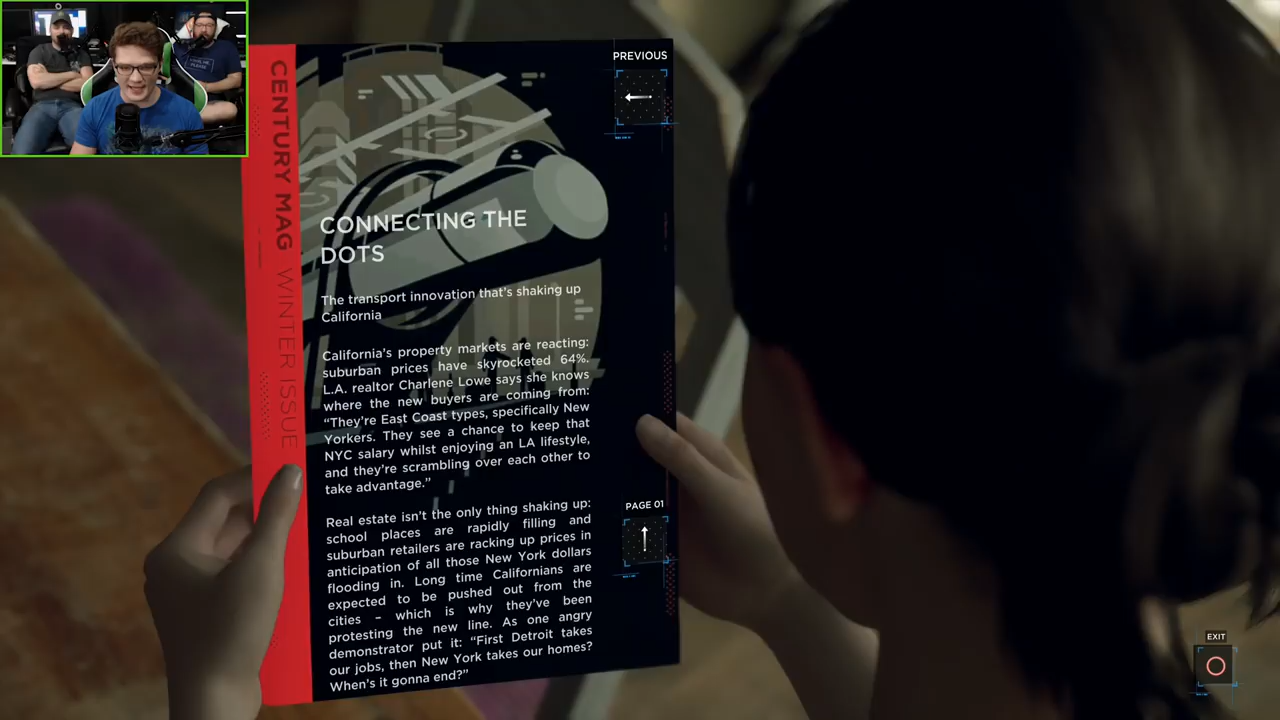 CENTURY MAG WINTER ISSUE
PREVIOUS
CONNECTING THE
DOTS
The transport innovation that's shaking up
California
California's property markets are reacting:
suburban prices have skyrocketed 64%.
L.A. realtor Charlene Lowe says she knows
where the new buyers are coming from:
“They're East Coast types, specifically New
Yorkers. They see a chance to keep that
NYC salary whilst enjoying an LA lifestyle,
and they're scrambling over each other to
take advantage.”
Real estate isn't the only thing shaking up:
school places are rapidly filling and
suburban retailers are racking up prices in
anticipation of all those New York dollars
flooding in. Long time Californians are
expected to be pushed out from the
cities – which is why they've been
protesting the new line. As one angry
demonstrator put it: “First Detroit takes
our jobs, then New York takes our homes?
When's it gonna end?”
PAGE 01
EXIT